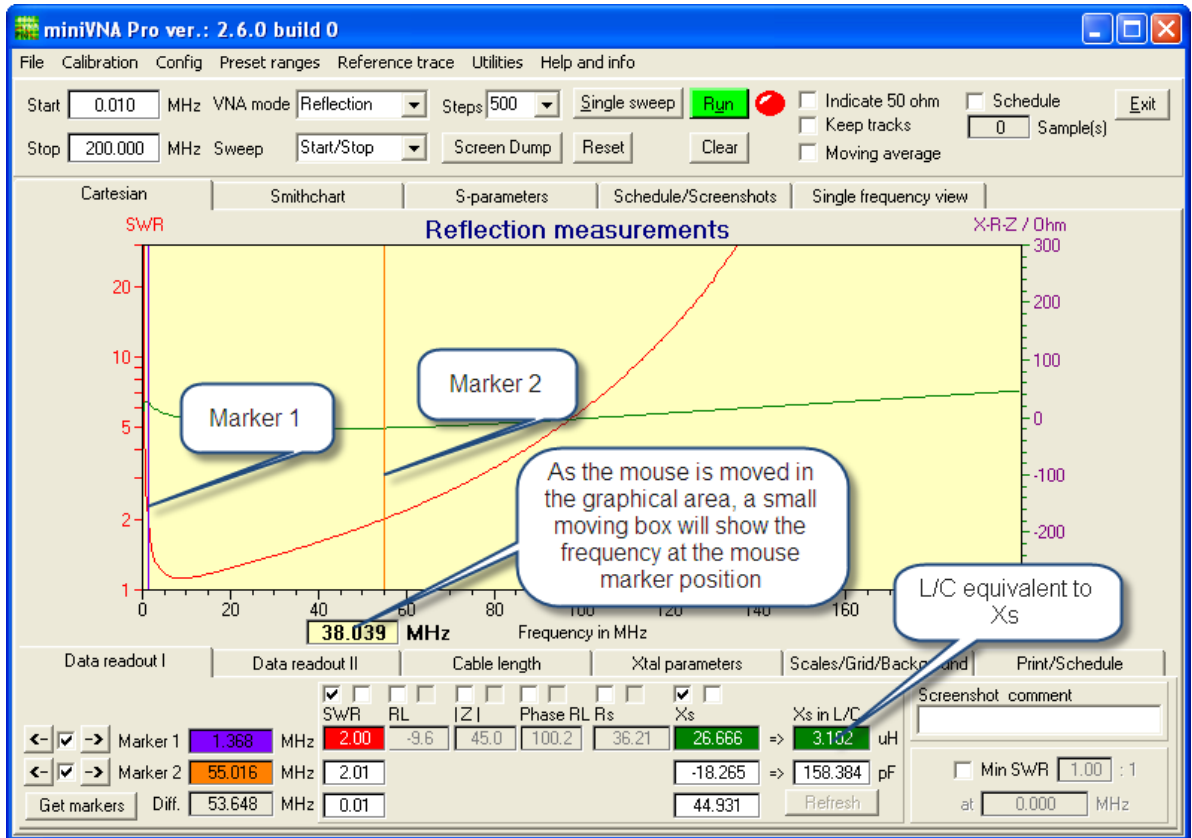 miniVNA Pro ver.: 2.6.0 build 0
File Calibration Config Preset ranges Reference trace Utilities Help and info
Start 0.010 MHz VNA mode Reflection Steps 500 Single sweep Run Indicate 50 ohm Schedule Exit
Keep tracks 0 Sample(s)
Stop 200.000 MHz Sweep Start/Stop Screen Dump Reset Clear Moving average
Cartesian Smithchart S-parameters Schedule/Screenshots Single frequency view
SWR Reflection measurements X-R-Z / Ohm
300
20
200
10
100
Marker 2
Marker 1
5
0
As the mouse is moved in
the graphical area, a small
moving box will show the
frequency at the mouse
marker position
-100
2
-200
1
L/C equivalent to
Xs
0 20 40 60 80 100 120 140 160
38.039 MHz Frequency in MHz
Data readout I Data readout II Cable length Xtal parameters Scales/Grid/Background Print/Schedule
Screenshot comment
SWR RL |Z| Phase RL Rs Xs Xs in L/C
<- -> Marker 1 1.368 MHz 2.00 -9.6 45.0 100.2 36.21 26.666 => 3.102 uH
<- -> Marker 2 55.016 MHz 2.01 -18.265 => 158.384 pF Min SWR 1.00 : 1
Get markers Diff. 53.648 MHz 0.01 44.931 Refresh at 0.000 MHz